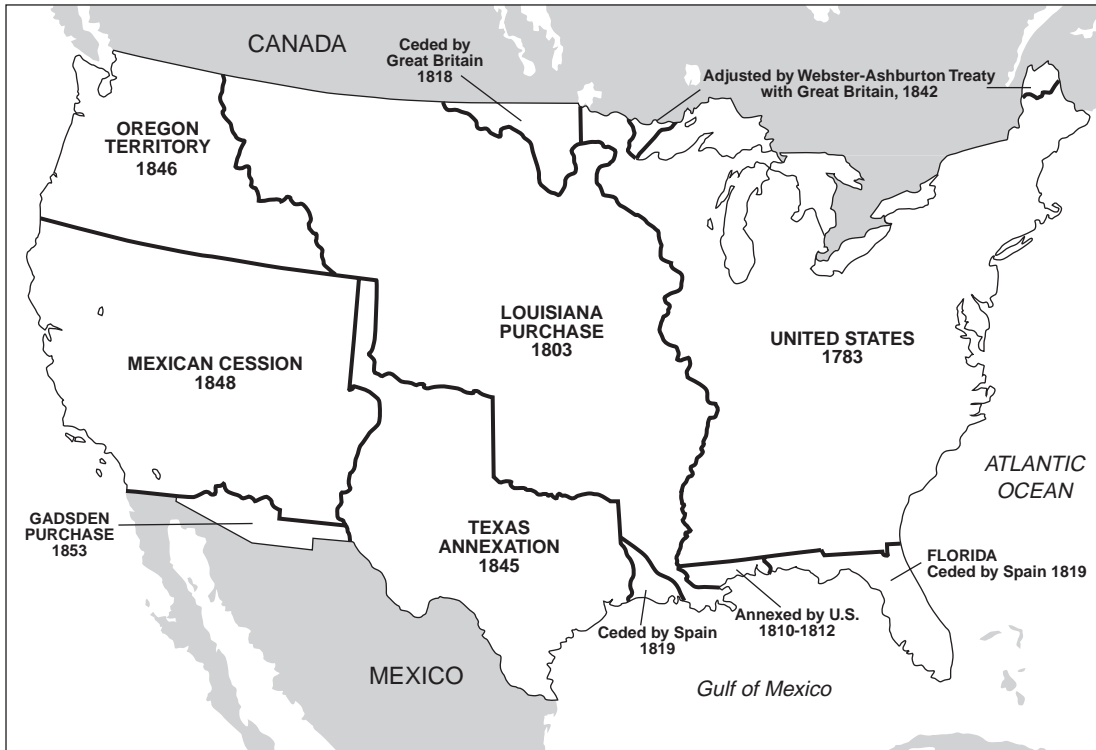 CANADA
Ceded by
Great Britain
1818
Adjusted by Webster-Ashburton Treaty
with Great Britain, 1842
OREGON
TERRITORY
1846
LOUISIANA
PURCHASE
1803
UNITED STATES
1783
MEXICAN CESSION
1848
ATLANTIC
OCEAN
GADSDEN
PURCHASE
1853
TEXAS
ANNEXATION
1845
FLORIDA
Ceded by Spain 1819
Annexed by U.S.
1810-1812
Ceded by Spain
1819
MEXICO
Gulf of Mexico